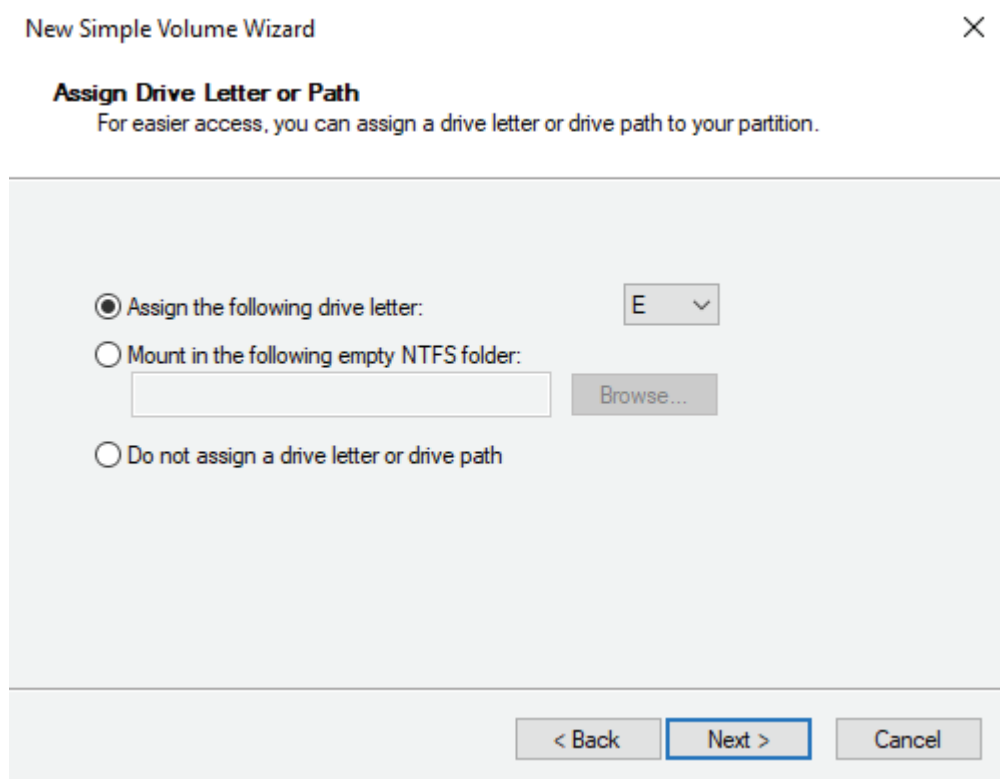 New Simple Volume Wizard
Assign Drive Letter or Path
For easier access, you can assign a drive letter or drive path to your partition.
Assign the following drive letter: E
Mount in the following empty NTFS folder:
Browse...
Do not assign a drive letter or drive path
< Back Next > Cancel